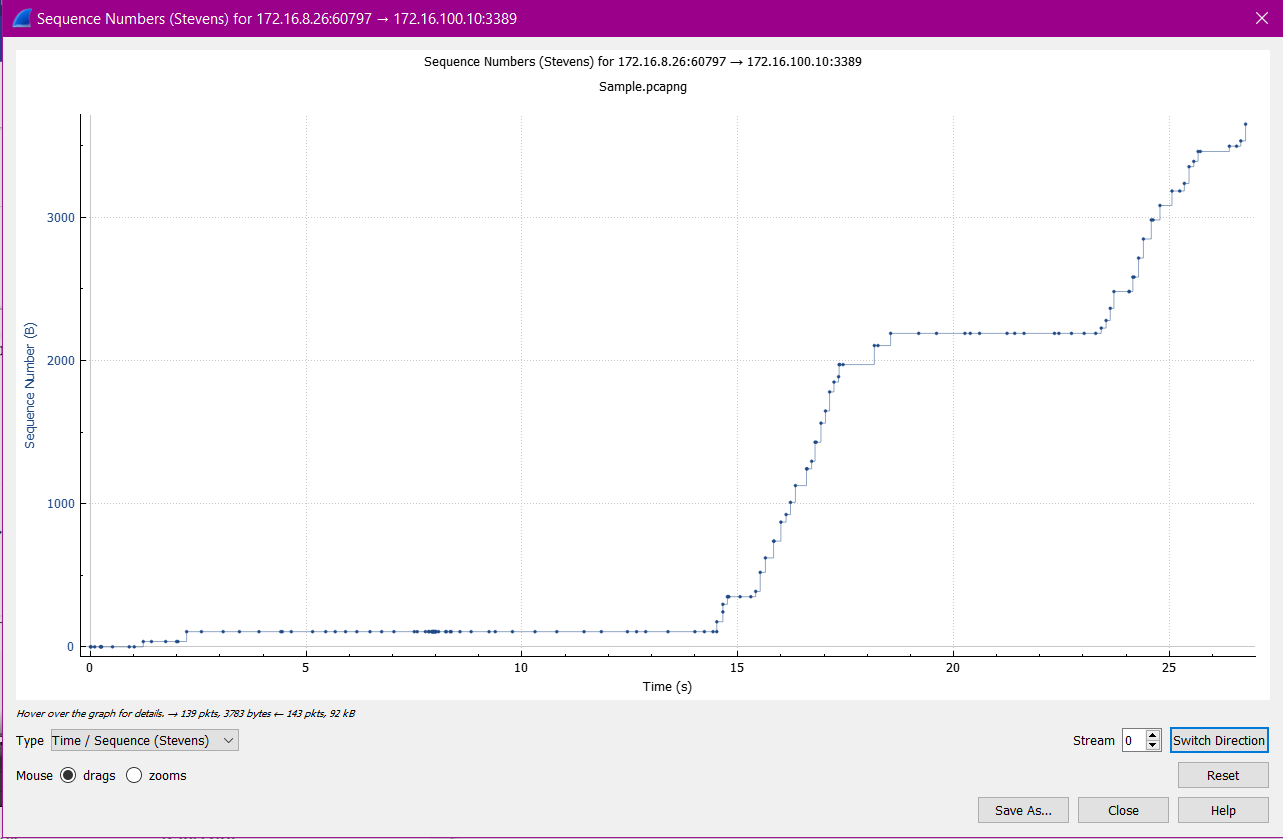 Sequence Numbers (Stevens) for 172.16.8.26:60797 → 172.16.100.10:3389
Sequence Numbers (Stevens) for 172.16.8.26:60797 → 172.16.100.10:3389
Sample.pcapng
Sequence Number (B)
3000
2000
1000
0
0 5 10 15 20 25
Time (s)
Hover over the graph for details. → 139 pkts, 3783 bytes ← 143 pkts, 92 kB
Type Time / Sequence (Stevens) Stream 0 Switch Direction
Mouse drags zooms Reset
Save As... Close Help